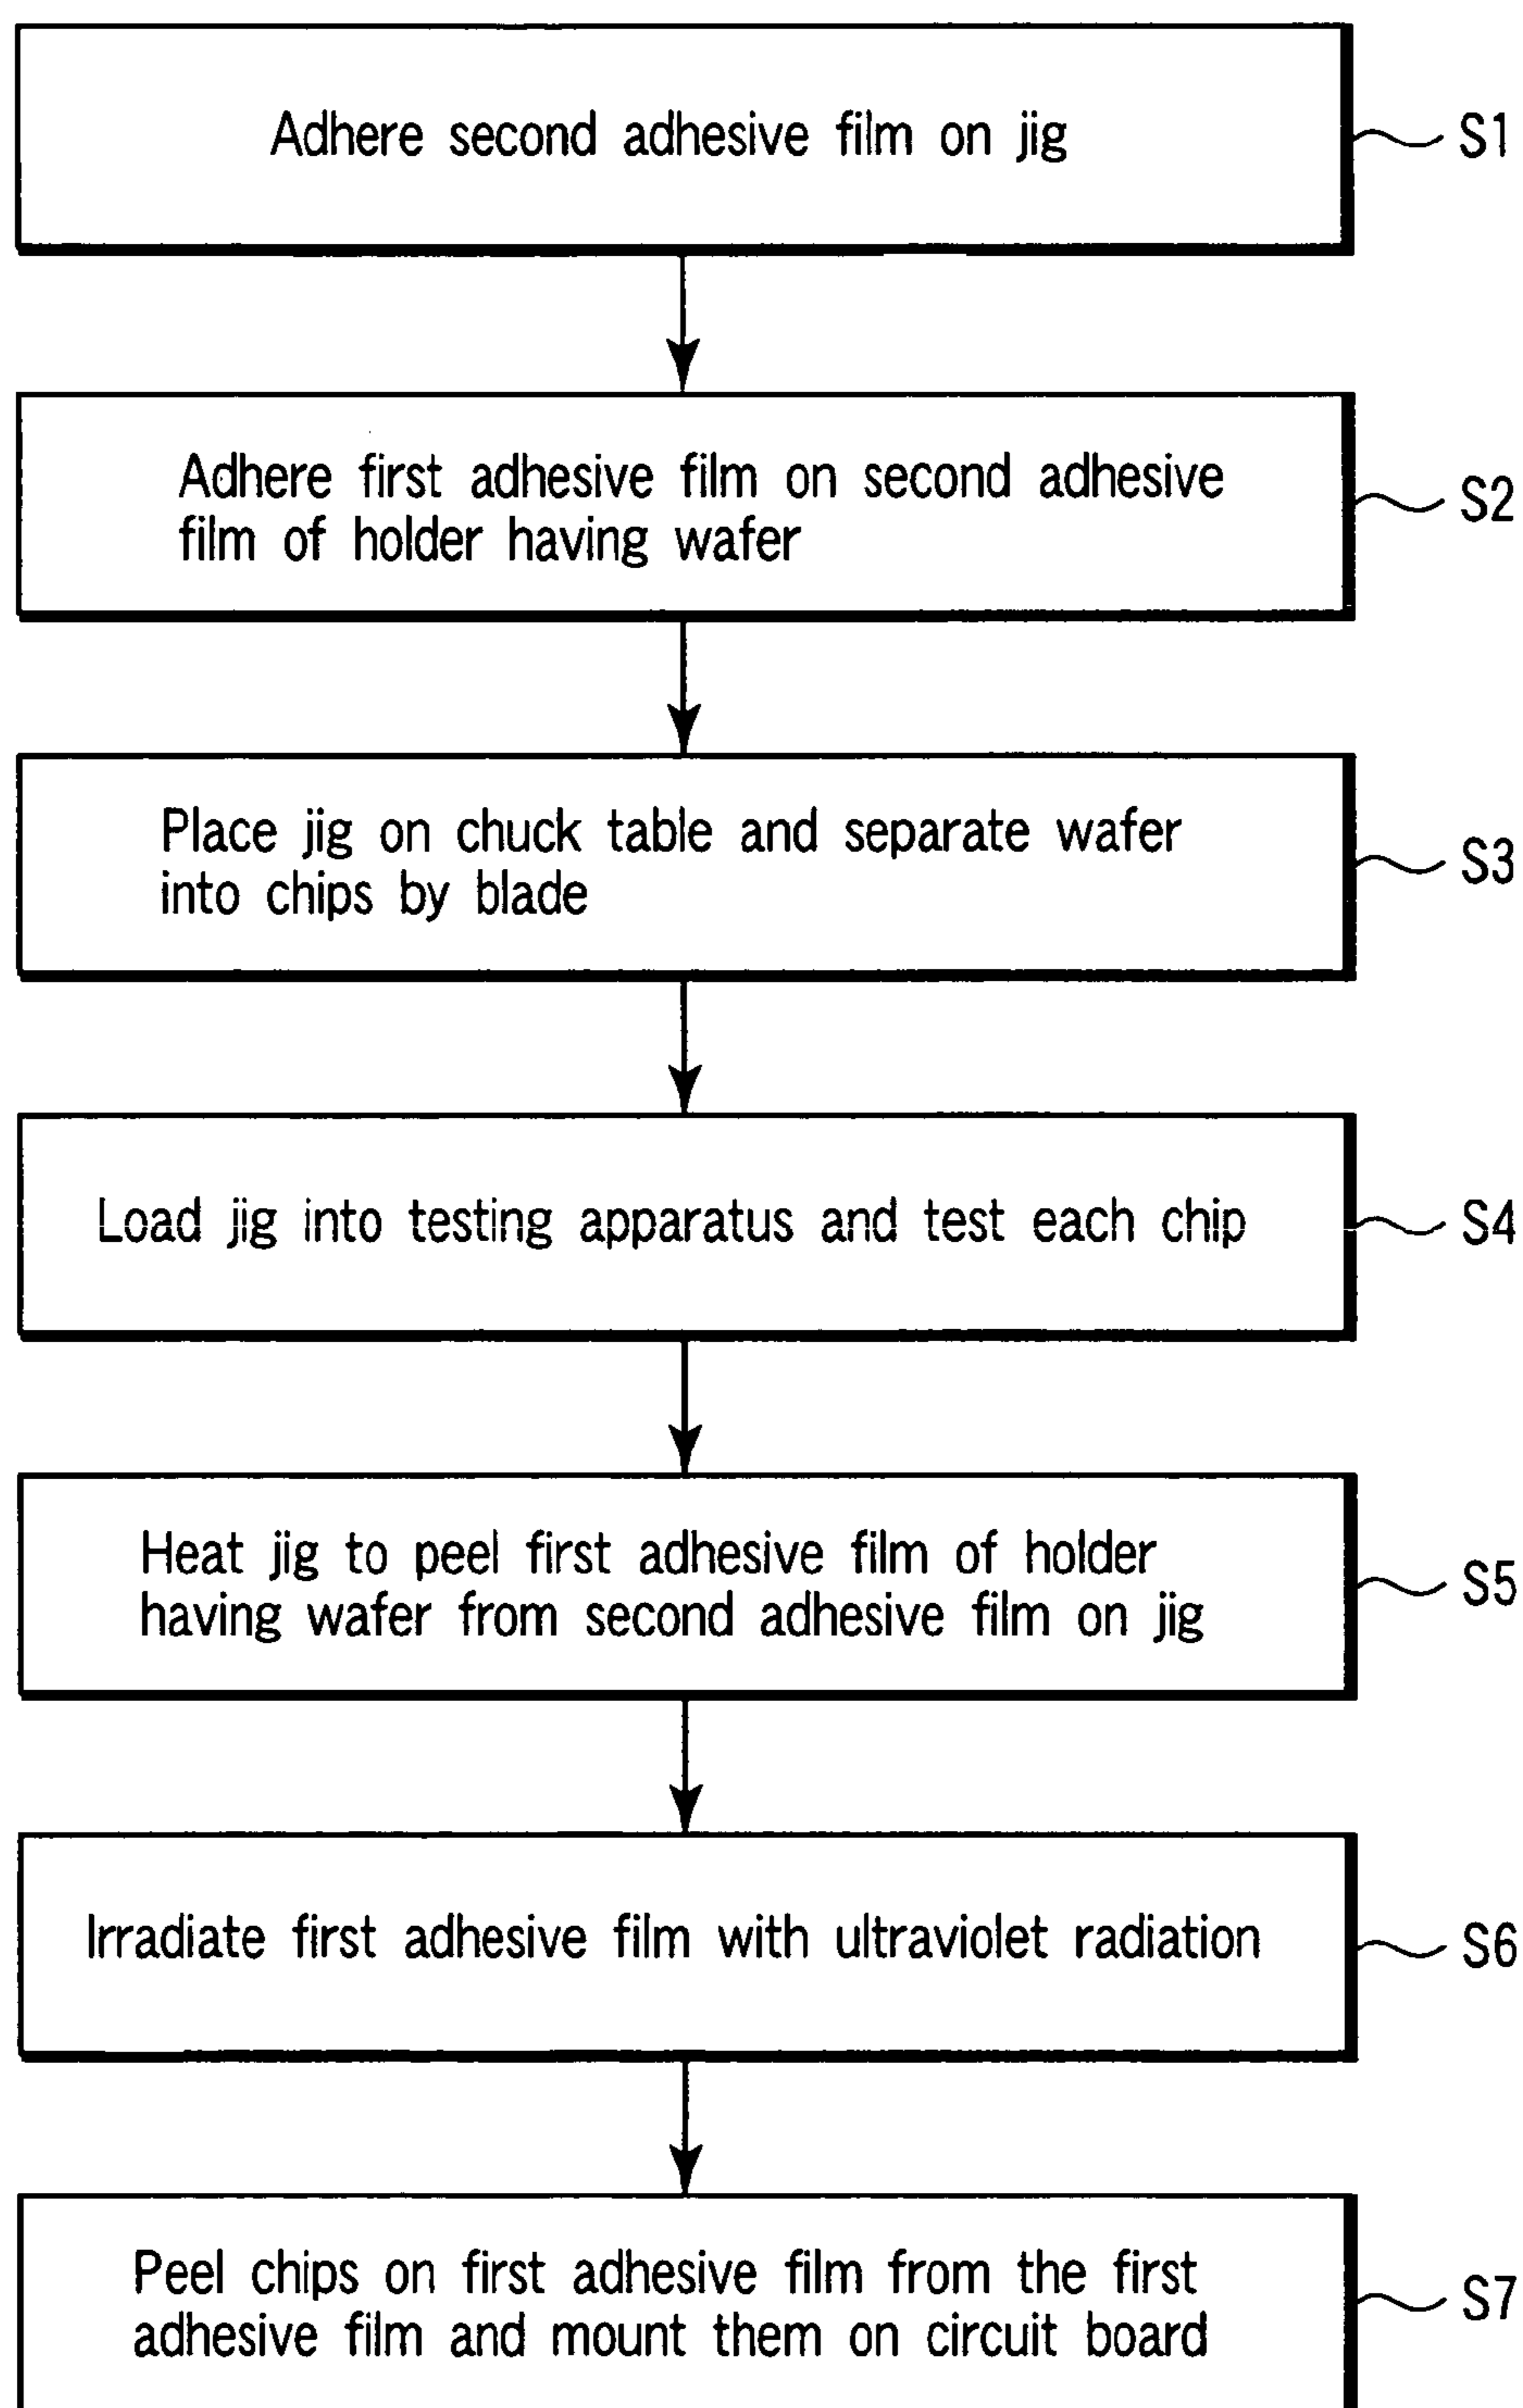 Adhere second adhesive film on jig
S1
Adhere first adhesive film on second adhesive
film of holder having wafer
S2
Place jig on chuck table and separate wafer
into chips by blade
S3
Load jig into testing apparatus and test each chip
S4
Heat jig to peel first adhesive film of holder
having wafer from second adhesive film on jig
S5
Irradiate first adhesive film with ultraviolet radiation
S6
Peel chips on first adhesive film from the first
adhesive film and mount them on circuit board
S7